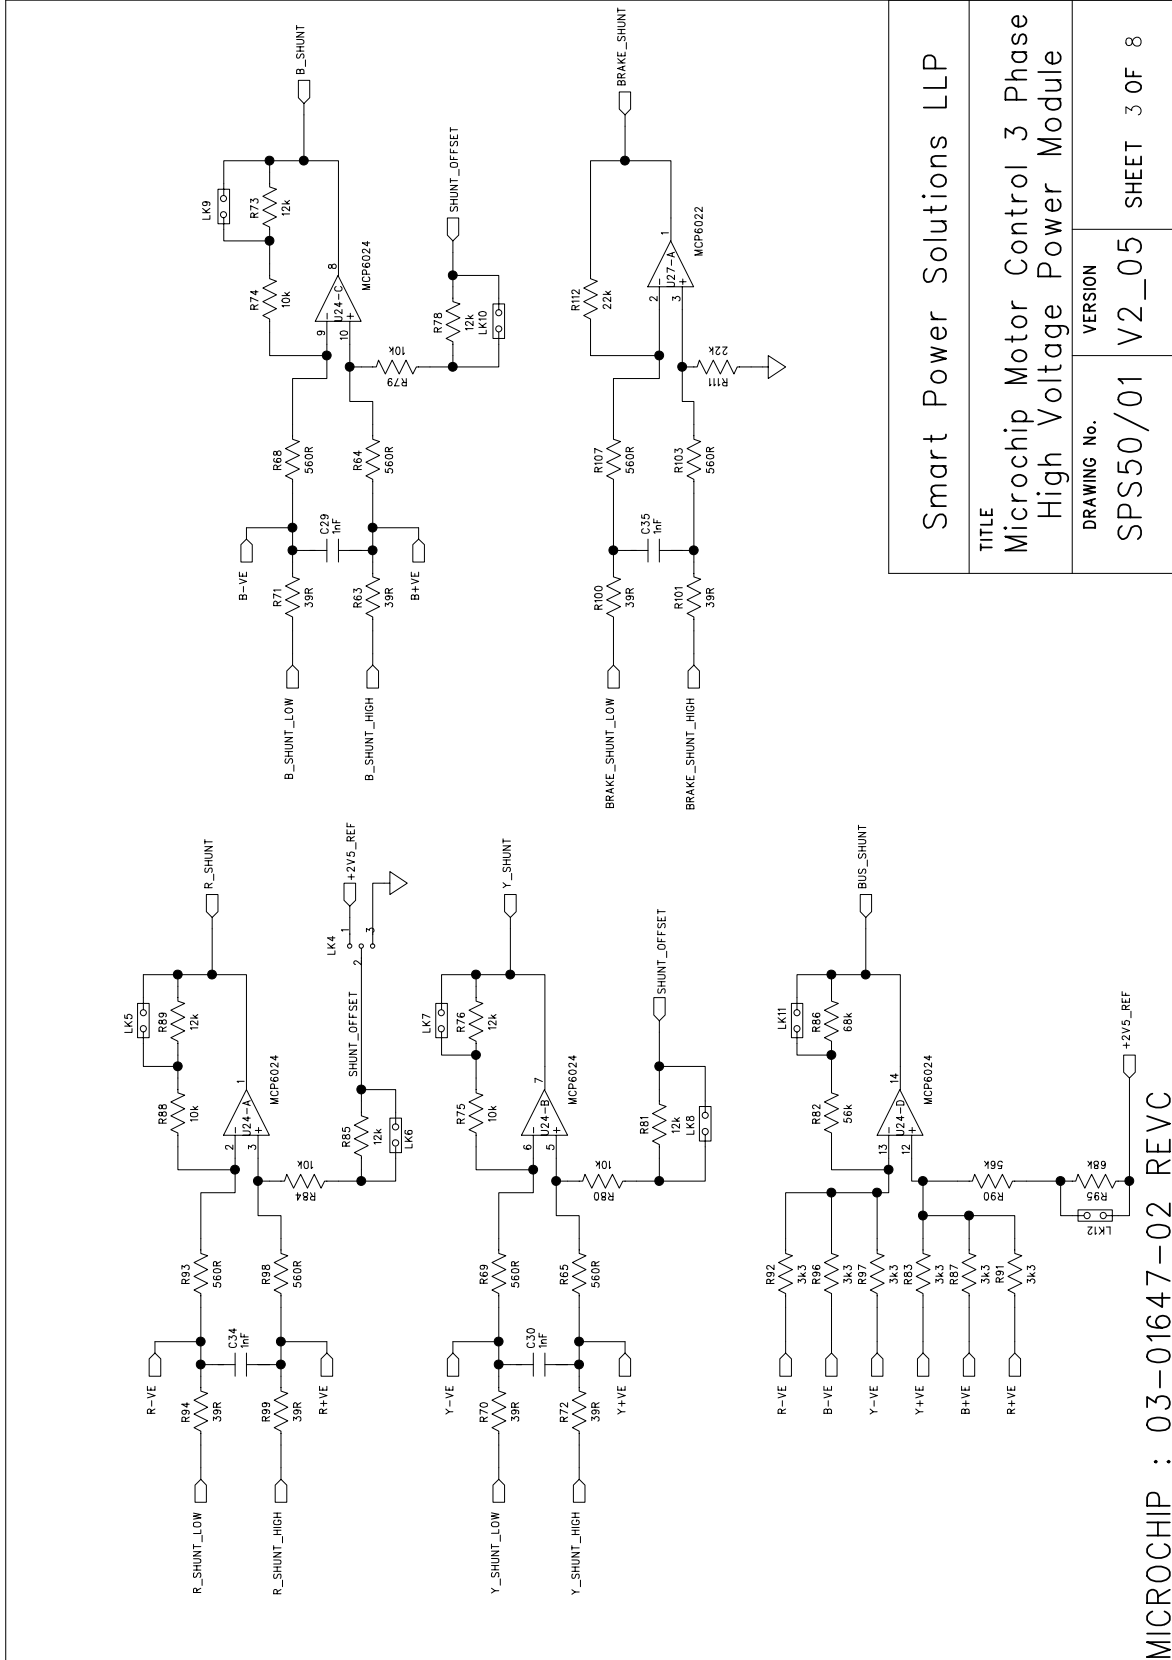 B_SHUNT
LK9
R73
12k
R74
10k
8
U24-C
MCP6024
9
10
SHUNT_OFFSET
R78
12k
LK10
10k
R79
R68
560R
R64
560R
B-VE
C29
1nF
B+VE
R71
39R
R63
39R
B_SHUNT_LOW
B_SHUNT_HIGH
BRAKE_SHUNT
R112
22k
1
U27-A
MCP6022
2
3
22k
R111
R107
560R
R103
560R
C35
1nF
R100
39R
R101
39R
BRAKE_SHUNT_LOW
BRAKE_SHUNT_HIGH
R_SHUNT
LK5
R89
12k
R88
10k
1
U24-A
MCP6024
2
3
+2V5_REF
LK4
1
2
3
SHUNT_OFFSET
R85
12k
LK6
10k
R84
R93
560R
R98
560R
R-VE
C34
1nF
R+VE
R94
39R
R99
39R
R_SHUNT_LOW
R_SHUNT_HIGH
Y_SHUNT
LK7
R76
12k
R75
10k
7
U24-B
MCP6024
6
5
SHUNT_OFFSET
R81
12k
LK8
10k
R80
R69
560R
R65
560R
Y-VE
C30
1nF
Y+VE
R70
39R
R72
39R
Y_SHUNT_LOW
Y_SHUNT_HIGH
BUS_SHUNT
LK11
R86
68k
R82
56k
14
U24-D
MCP6024
13
12
56k
R90
68k
R95
LK12
+2V5_REF
R92
3k3
R96
3k3
R97
3k3
R83
3k3
R87
3k3
R91
3k3
R-VE
B-VE
Y-VE
Y+VE
B+VE
R+VE
Smart Power Solutions LLP
TITLE
Microchip Motor Control 3 Phase
High Voltage Power Module
DRAWING No.
SPS50/01
VERSION
V2_05
SHEET 3 OF 8
MICROCHIP : 03-01647-02 REVC